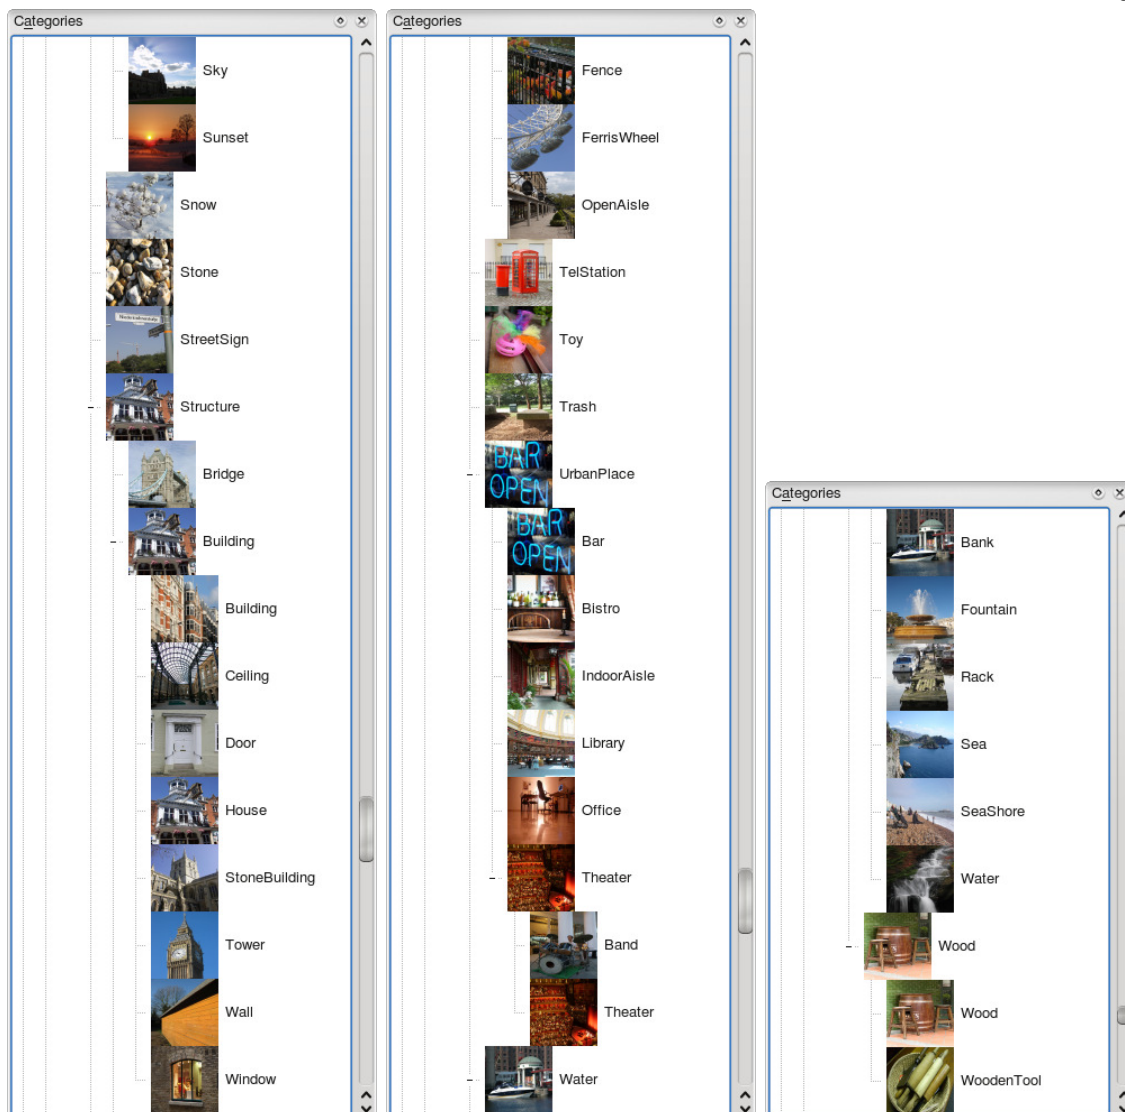 Categories
Sky
Sunset
Snow
Stone
StreetSign
Structure
Bridge
Building
Building
Ceiling
Door
House
StoneBuilding
Tower
Wall
Window
Categories
Fence
FerrisWheel
OpenAisle
TelStation
Toy
Trash
UrbanPlace
BAR
OPEN
Bar
BAR
OPEN
Bistro
IndoorAisle
Library
Office
Theater
Band
Theater
Water
Categories
Bank
Fountain
Rack
Sea
SeaShore
Water
Wood
Wood
WoodenTool